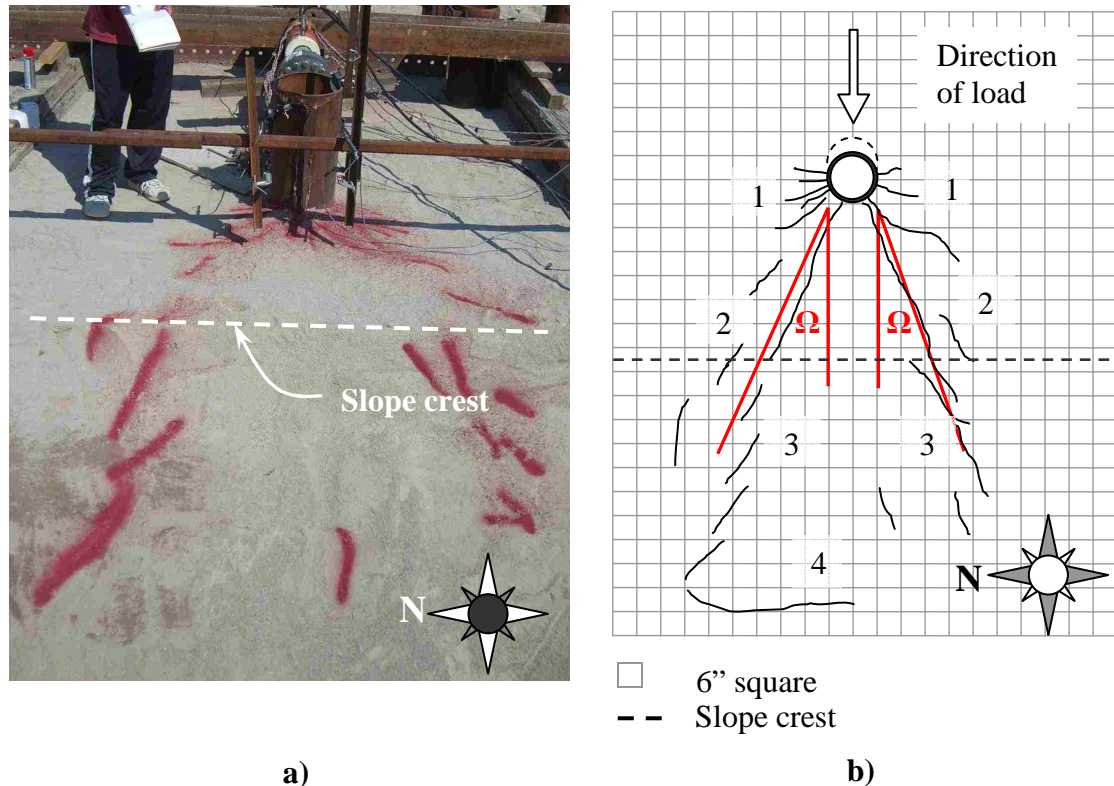 Slope crest
N
a)
Direction
of load
1
1
2
2
Ω
Ω
3
3
4
N
6” square
Slope crest
b)